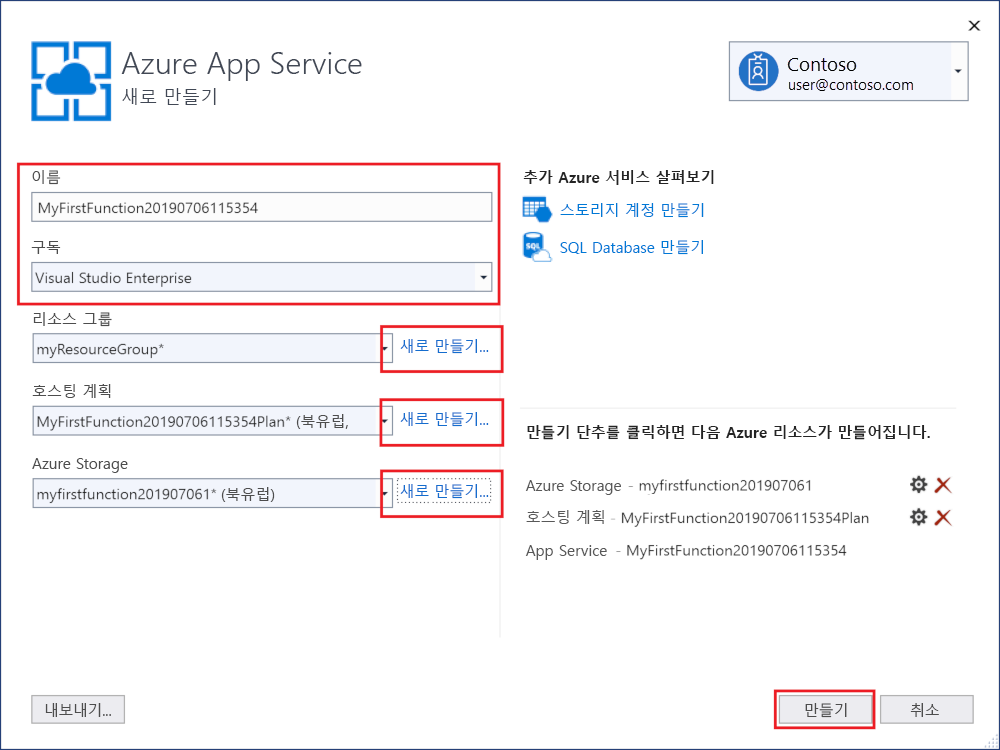 Azure App Service
새로 만들기
Contoso
user@contoso.com
이름
MyFirstFunction20190706115354
구독
Visual Studio Enterprise
리소스 그룹
myResourceGroup*
새로 만들기...
호스팅 계획
MyFirstFunction20190706115354Plan* (북유럽,
새로 만들기...
Azure Storage
myfirstfunction201907061* (북유럽)
새로 만들기...
추가 Azure 서비스 살펴보기
스토리지 계정 만들기
SQL
SQL Database 만들기
만들기 단추를 클릭하면 다음 Azure 리소스가 만들어집니다.
Azure Storage - myfirstfunction201907061
호스팅 계획 - MyFirstFunction20190706115354Plan
App Service - MyFirstFunction20190706115354
내보내기...
만들기
취소